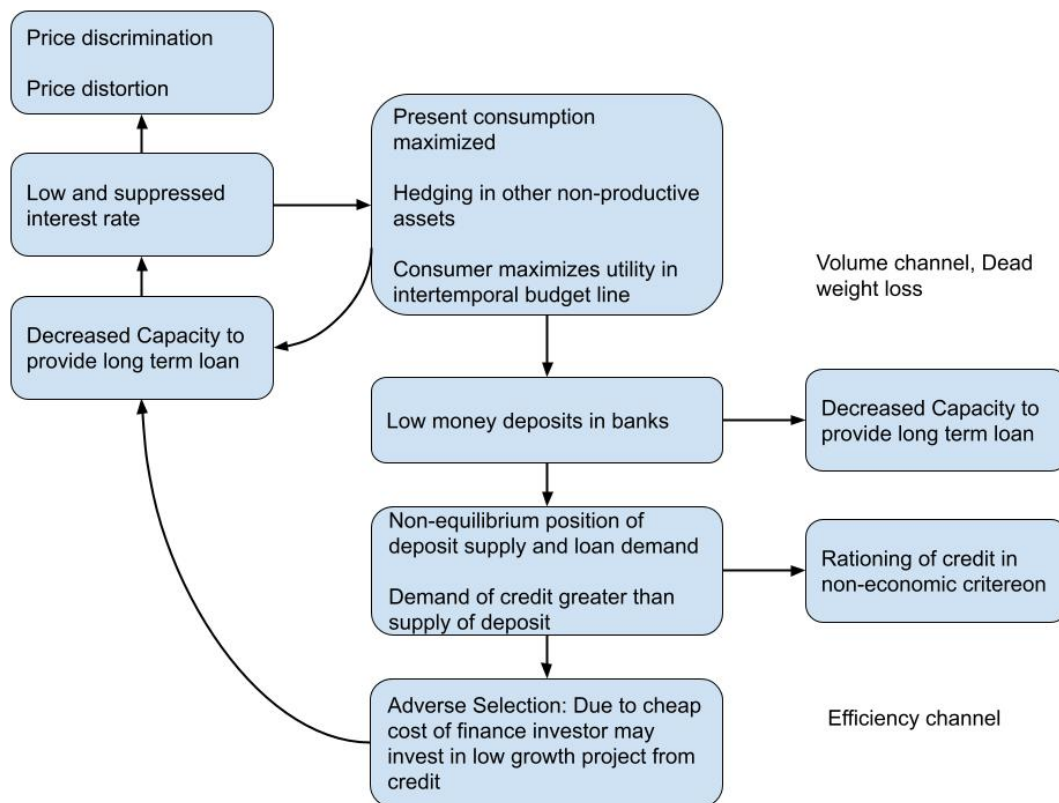 Price discrimination
Price distortion
Present consumption
maximized
Hedging in other non-productive
assets
Consumer maximizes utility in
intertemporal budget line
Low and suppressed
interest rate
Volume channel, Dead
weight loss
Decreased Capacity to
provide long term loan
Low money deposits in banks
Decreased Capacity to
provide long term loan
Non-equilibrium position of
deposit supply and loan demand
Demand of credit greater than
supply of deposit
Rationing of credit in
non-economic critereon
Adverse Selection: Due to cheap
cost of finance investor may
invest in low growth project from
credit
Efficiency channel